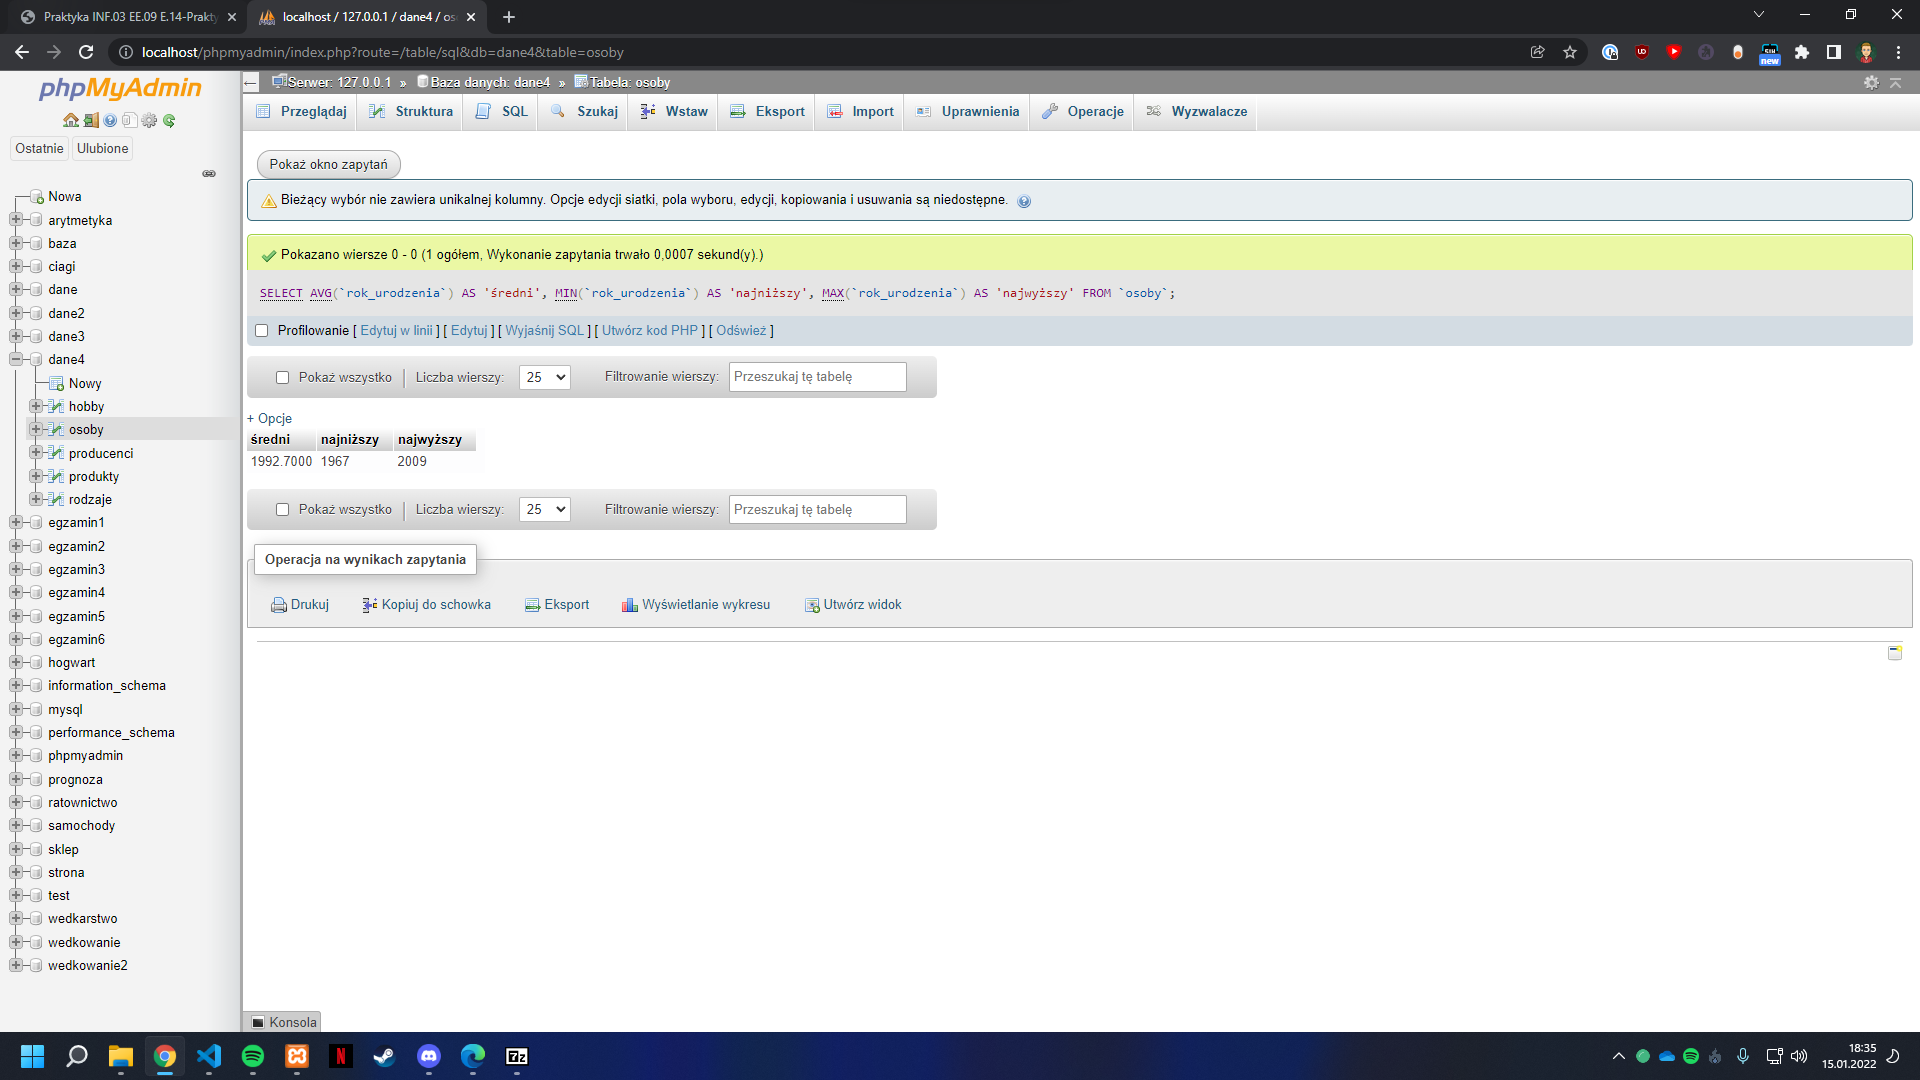 Praktyka INF.03 EE.09 E.14-Prakty
localhost / 127.0.0.1 / dane4 / os
localhost/phpmyadmin/index.php?route=/table/sql&db=dane4&table=osoby
new
phpMyAdmin
Ostatnie
Ulubione
Nowa
arytmetyka
baza
ciagi
dane
dane2
dane3
dane4
Nowy
hobby
osoby
producenci
produkty
rodzaje
egzamin1
egzamin2
egzamin3
egzamin4
egzamin5
egzamin6
hogwart
information_schema
mysql
performance_schema
phpmyadmin
prognoza
ratownictwo
samochody
sklep
strona
test
wedkarstwo
wedkowanie
wedkowanie2
Serwer: 127.0.0.1 » Baza danych: dane4 » Tabela: osoby
Przeglądaj Struktura SQL Szukaj Wstaw Eksport Import Uprawnienia Operacje Wyzwalacze
Pokaż okno zapytań
Bieżący wybór nie zawiera unikalnej kolumny. Opcje edycji siatki, pola wyboru, edycji, kopiowania i usuwania są niedostępne.
Pokazano wiersze 0 - 0 (1 ogółem, Wykonanie zapytania trwało 0,0007 sekund(y).)
SELECT AVG(`rok_urodzenia`) AS 'średni', MIN(`rok_urodzenia`) AS 'najniższy', MAX(`rok_urodzenia`) AS 'najwyższy' FROM `osoby`;
Profilowanie [ Edytuj w linii ] [ Edytuj ] [ Wyjaśnij SQL ] [ Utwórz kod PHP ] [ Odśwież ]
Pokaż wszystko Liczba wierszy: 25 Filtrowanie wierszy: Przeszukaj tę tabelę
+ Opcje
średni najniższy najwyższy
1992.7000 1967 2009
Pokaż wszystko Liczba wierszy: 25 Filtrowanie wierszy: Przeszukaj tę tabelę
Operacja na wynikach zapytania
Drukuj Kopiuj do schowka Eksport Wyświetlanie wykresu Utwórz widok
Konsola
N
7z
18:35
15.01.2022